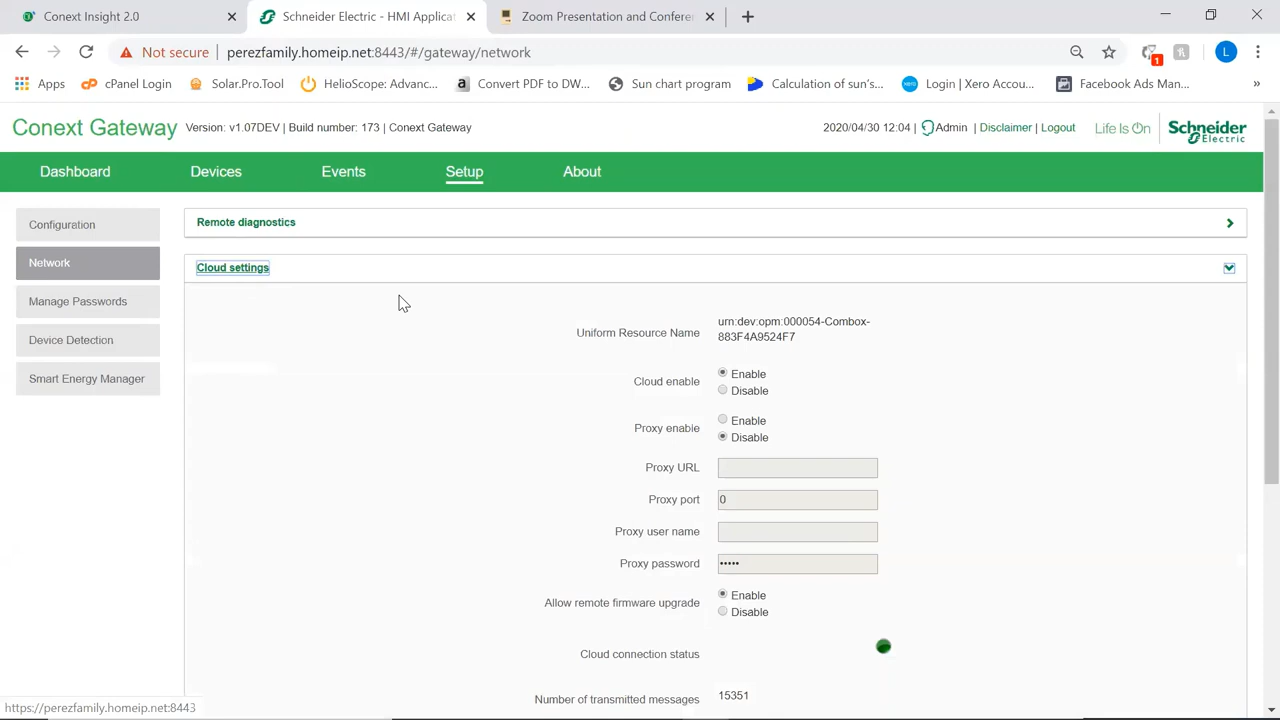 Conext Insight 2.0
Schneider Electric - HMI Applicat
Zoom Presentation and Conferen
Not secure
perezfamily.homeip.net:8443/#/gateway/network
L
1
Apps
cPanel Login
Solar.Pro.Tool
HelioScope: Advanc...
Convert PDF to DW...
Sun chart program
Calculation of sun's...
Login | Xero Accou...
Facebook Ads Man...
»
Conext Gateway
Version: v1.07DEV | Build number: 173 | Conext Gateway
2020/04/30 12:04 | Admin | Disclaimer | Logout
Life Is On
Schneider Electric
Dashboard
Devices
Events
Setup
About
Configuration
Network
Manage Passwords
Device Detection
Smart Energy Manager
Remote diagnostics
Cloud settings
Uniform Resource Name
urn:dev:opm:000054-Combox-
883F4A9524F7
Cloud enable
Enable
Disable
Proxy enable
Enable
Disable
Proxy URL
Proxy port
0
Proxy user name
Proxy password
•••••
Allow remote firmware upgrade
Enable
Disable
Cloud connection status
Number of transmitted messages
15351
https://perezfamily.homeip.net:8443